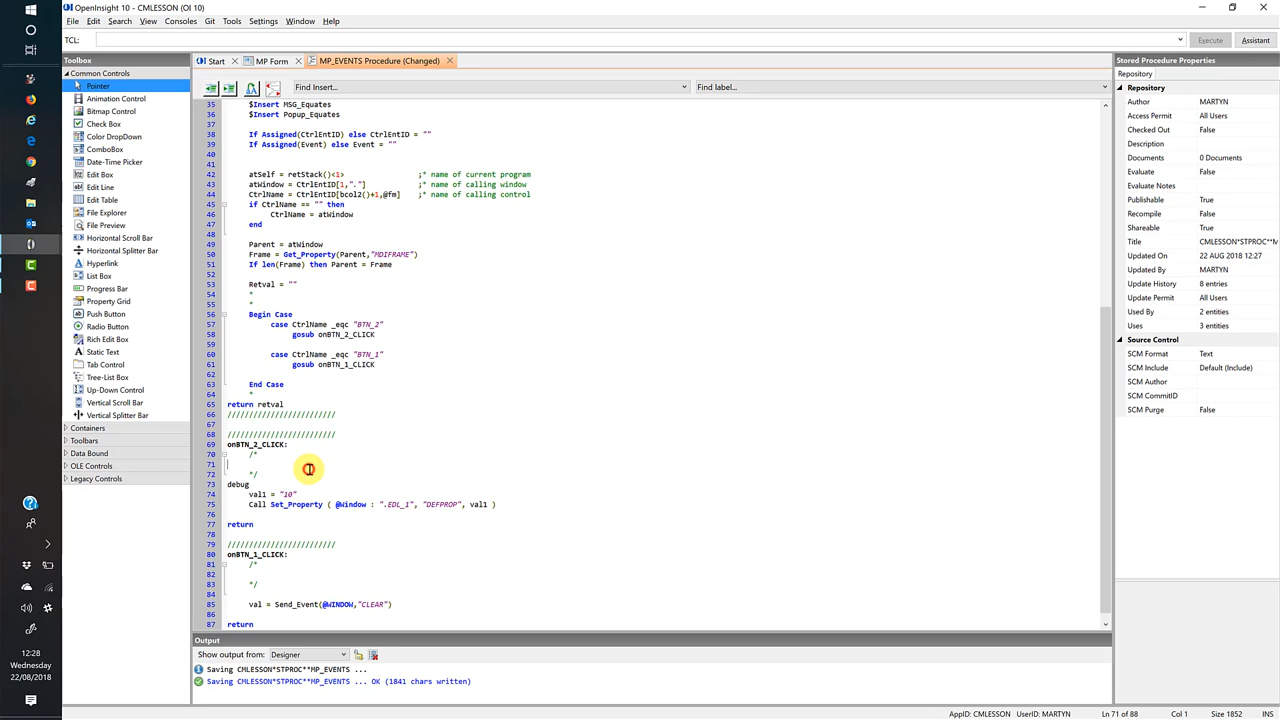 OpenInsight 10 - CMLESSON (OI 10)
File Edit Search View Consoles Git Tools Settings Window Help
TCL: Execute Assistant
Toolbox
Common Controls
Pointer
Animation Control
Bitmap Control
Check Box
Color DropDown
ComboBox
Date-Time Picker
Edit Box
Edit Line
Edit Table
File Explorer
File Preview
Horizontal Scroll Bar
Horizontal Splitter Bar
Hyperlink
List Box
Progress Bar
Property Grid
Push Button
Radio Button
Rich Edit Box
Static Text
Tab Control
Tree-List Box
Up-Down Control
Vertical Scroll Bar
Vertical Splitter Bar
Containers
Toolbars
Data Bound
OLE Controls
Legacy Controls
Start MP Form MP_EVENTS Procedure (Changed)
Find Insert... Find label...
35 $Insert MSG_Equates
36 $Insert Popup_Equates
37
38 If Assigned(CtrlEntID) else CtrlEntID = ""
39 If Assigned(Event) else Event = ""
40
41
42 atSelf = retStack()<1> ;* name of current program
43 atWindow = CtrlEntID[1,"."] ;* name of calling window
44 CtrlName = CtrlEntID[bcol2()+1,@fm] ;* name of calling control
45 if CtrlName == "" then
46 CtrlName = atWindow
47 end
48
49 Parent = atWindow
50 Frame = Get_Property(Parent,"MDIFRAME")
51 If len(Frame) then Parent = Frame
52
53 Retval = ""
54 *
55 *
56 Begin Case
57 case CtrlName _eqc "BTN_2"
58 gosub onBTN_2_CLICK
59
60 case CtrlName _eqc "BTN_1"
61 gosub onBTN_1_CLICK
62
63 End Case
64 *
65 return retval
66 /////////////////////////
67
68 /////////////////////////
69 onBTN_2_CLICK:
70 /*
71
72 */
73 debug
74 val1 = "10"
75 Call Set_Property ( @Window : ".EDL_1", "DEFPROP", val1 )
76
77 return
78
79 /////////////////////////
80 onBTN_1_CLICK:
81 /*
82
83 */
84
85 val = Send_Event(@WINDOW,"CLEAR")
86
87 return
Output
Show output from: Designer
Saving CMLESSON*STPROC**MP_EVENTS ...
Saving CMLESSON*STPROC**MP_EVENTS ... OK (1841 chars written)
Stored Procedure Properties
Repository
Repository
Author MARTYN
Access Permit All Users
Checked Out False
Description
Documents 0 Documents
Evaluate False
Evaluate Notes
Publishable True
Recompile False
Shareable True
Title CMLESSON*STPROC*
Updated On 22 AUG 2018 12:27
Updated By MARTYN
Update History 8 entries
Update Permit All Users
Used By 2 entities
Uses 3 entities
Source Control
SCM Format Text
SCM Include Default (Include)
SCM Author
SCM CommitID
SCM Purge False
12:28
Wednesday
22/08/2018
AppID: CMLESSON UserID: MARTYN Ln 71 of 88 Col 1 Size 1852 INS